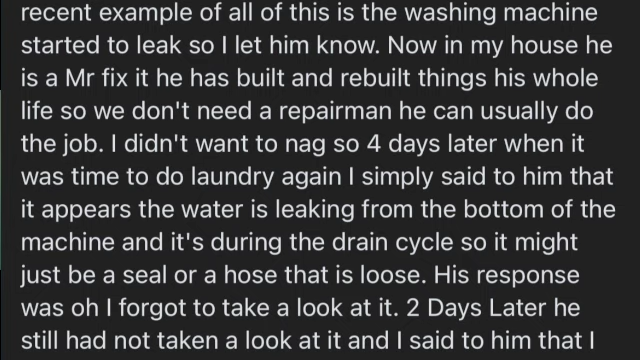 recent example of all of this is the washing machine
started to leak so I let him know. Now in my house he
is a Mr fix it he has built and rebuilt things his whole
life so we don't need a repairman he can usually do
the job. I didn't want to nag so 4 days later when it
was time to do laundry again I simply said to him that
it appears the water is leaking from the bottom of the
machine and it's during the drain cycle so it might
just be a seal or a hose that is loose. His response
was oh I forgot to take a look at it. 2 Days Later he
still had not taken a look at it and I said to him that I